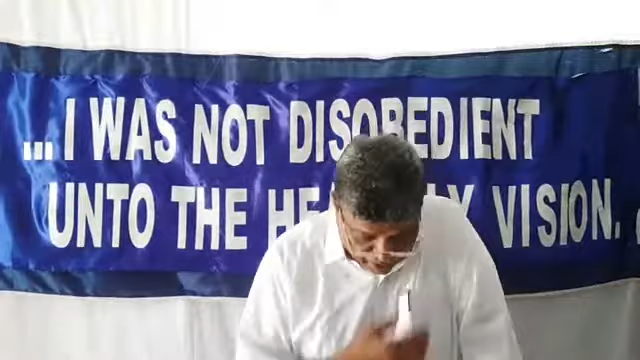 ... I WAS NOT DISOBEDIENT
UNTO THE VISION.